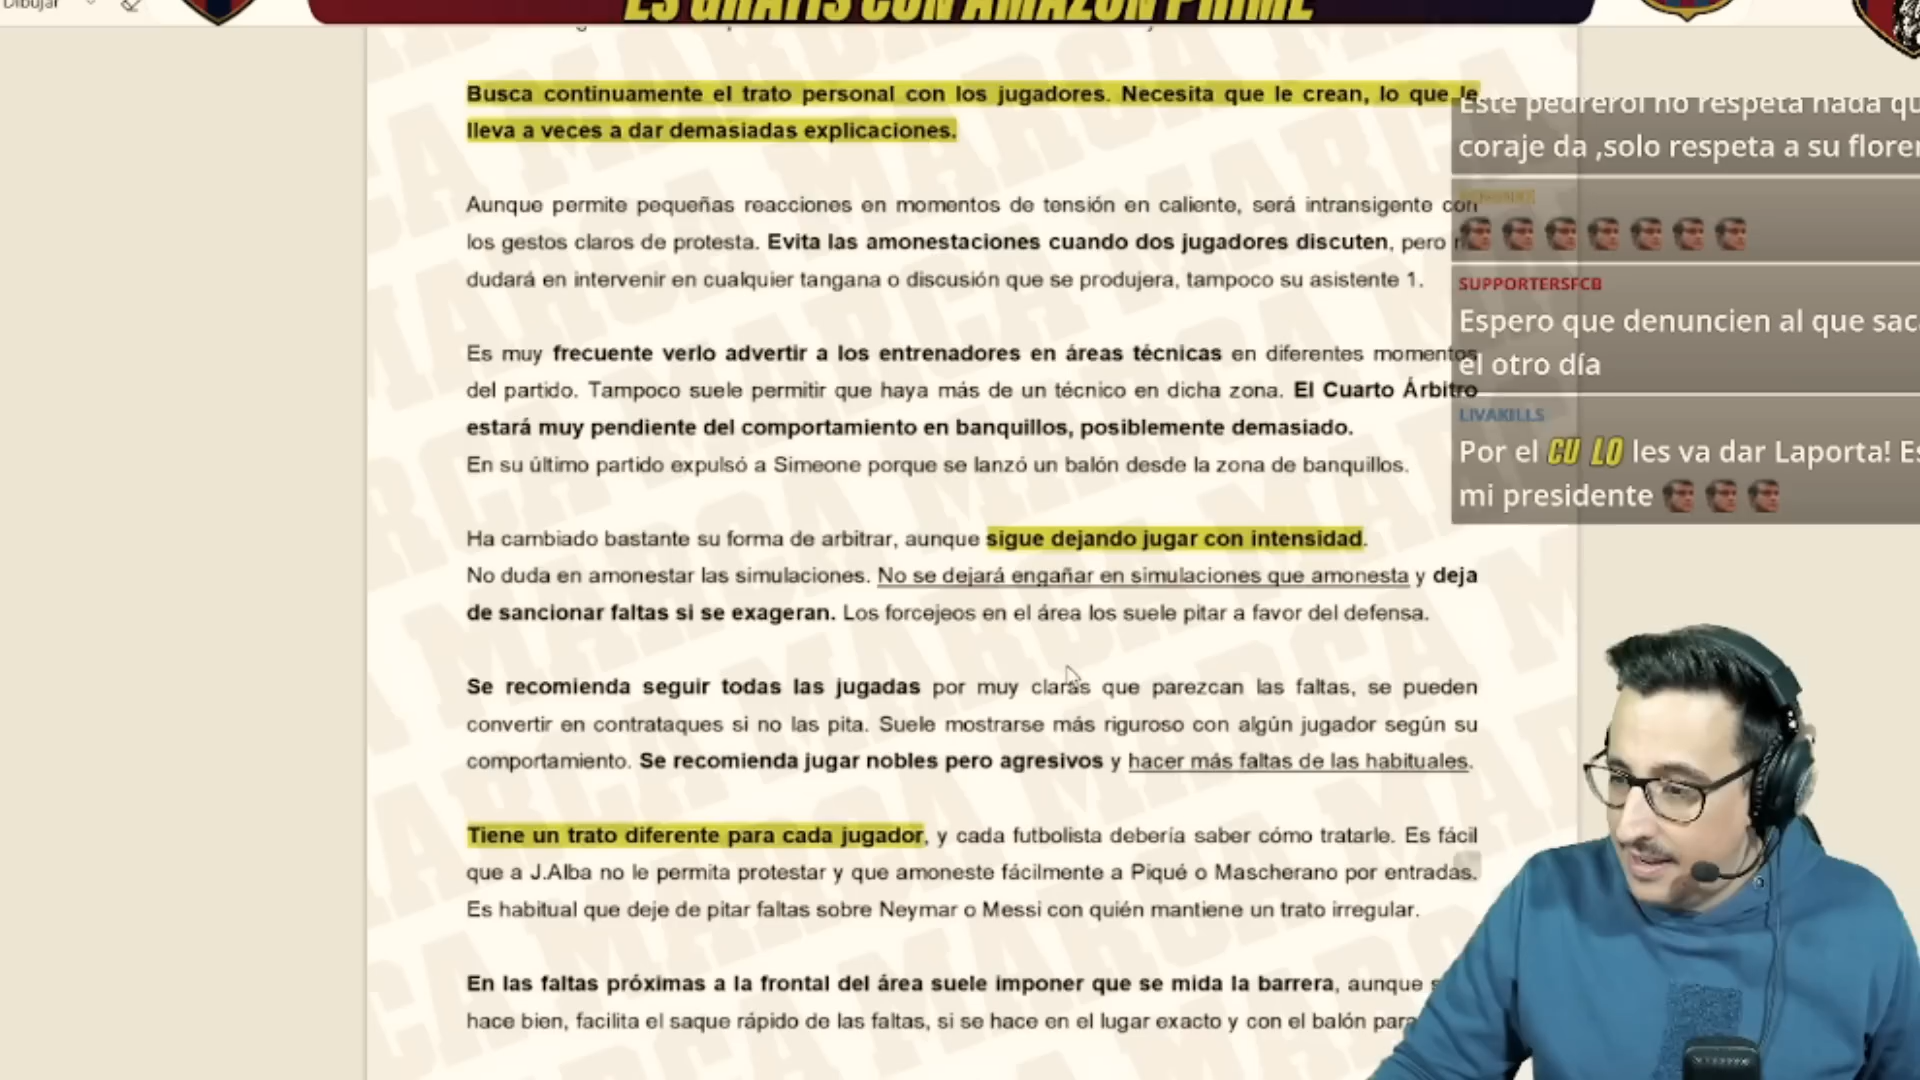 Dibujar
ES GRATIS CON AMAZON PRIME
Busca continuamente el trato personal con los jugadores. Necesita que le crean, lo que le
lleva a veces a dar demasiadas explicaciones.
Aunque permite pequeñas reacciones en momentos de tensión en caliente, será intransigente con
los gestos claros de protesta. Evita las amonestaciones cuando dos jugadores discuten, pero
dudará en intervenir en cualquier tangana o discusión que se produjera, tampoco su asistente 1.
Es muy frecuente verlo advertir a los entrenadores en áreas técnicas en diferentes momentos
del partido. Tampoco suele permitir que haya más de un técnico en dicha zona. El Cuarto Árbitro
estará muy pendiente del comportamiento en banquillos, posiblemente demasiado.
En su último partido expulsó a Simeone porque se lanzó un balón desde la zona de banquillos.
Ha cambiado bastante su forma de arbitrar, aunque sigue dejando jugar con intensidad.
No duda en amonestar las simulaciones. No se dejará engañar en simulaciones que amonesta y deja
de sancionar faltas si se exageran. Los forcejeos en el área los suele pitar a favor del defensa.
Se recomienda seguir todas las jugadas por muy claras que parezcan las faltas, se pueden
convertir en contrataques si no las pita. Suele mostrarse más riguroso con algún jugador según su
comportamiento. Se recomienda jugar nobles pero agresivos y hacer más faltas de las habituales.
Tiene un trato diferente para cada jugador, y cada futbolista debería saber cómo tratarle. Es fácil
que a J.Alba no le permita protestar y que amoneste fácilmente a Piqué o Mascherano por entradas.
Es habitual que deje de pitar faltas sobre Neymar o Messi con quién mantiene un trato irregular.
En las faltas próximas a la frontal del área suele imponer que se mida la barrera, aunque
hace bien, facilita el saque rápido de las faltas, si se hace en el lugar exacto y con el balón
Este pedrerol no respeta nada
coraje da ,solo respeta a su
SUPPORTERSFCB
Espero que denuncien al que
el otro día
LIVAKILLS
Por el CU LO les va dar Laporta!
mi presidente